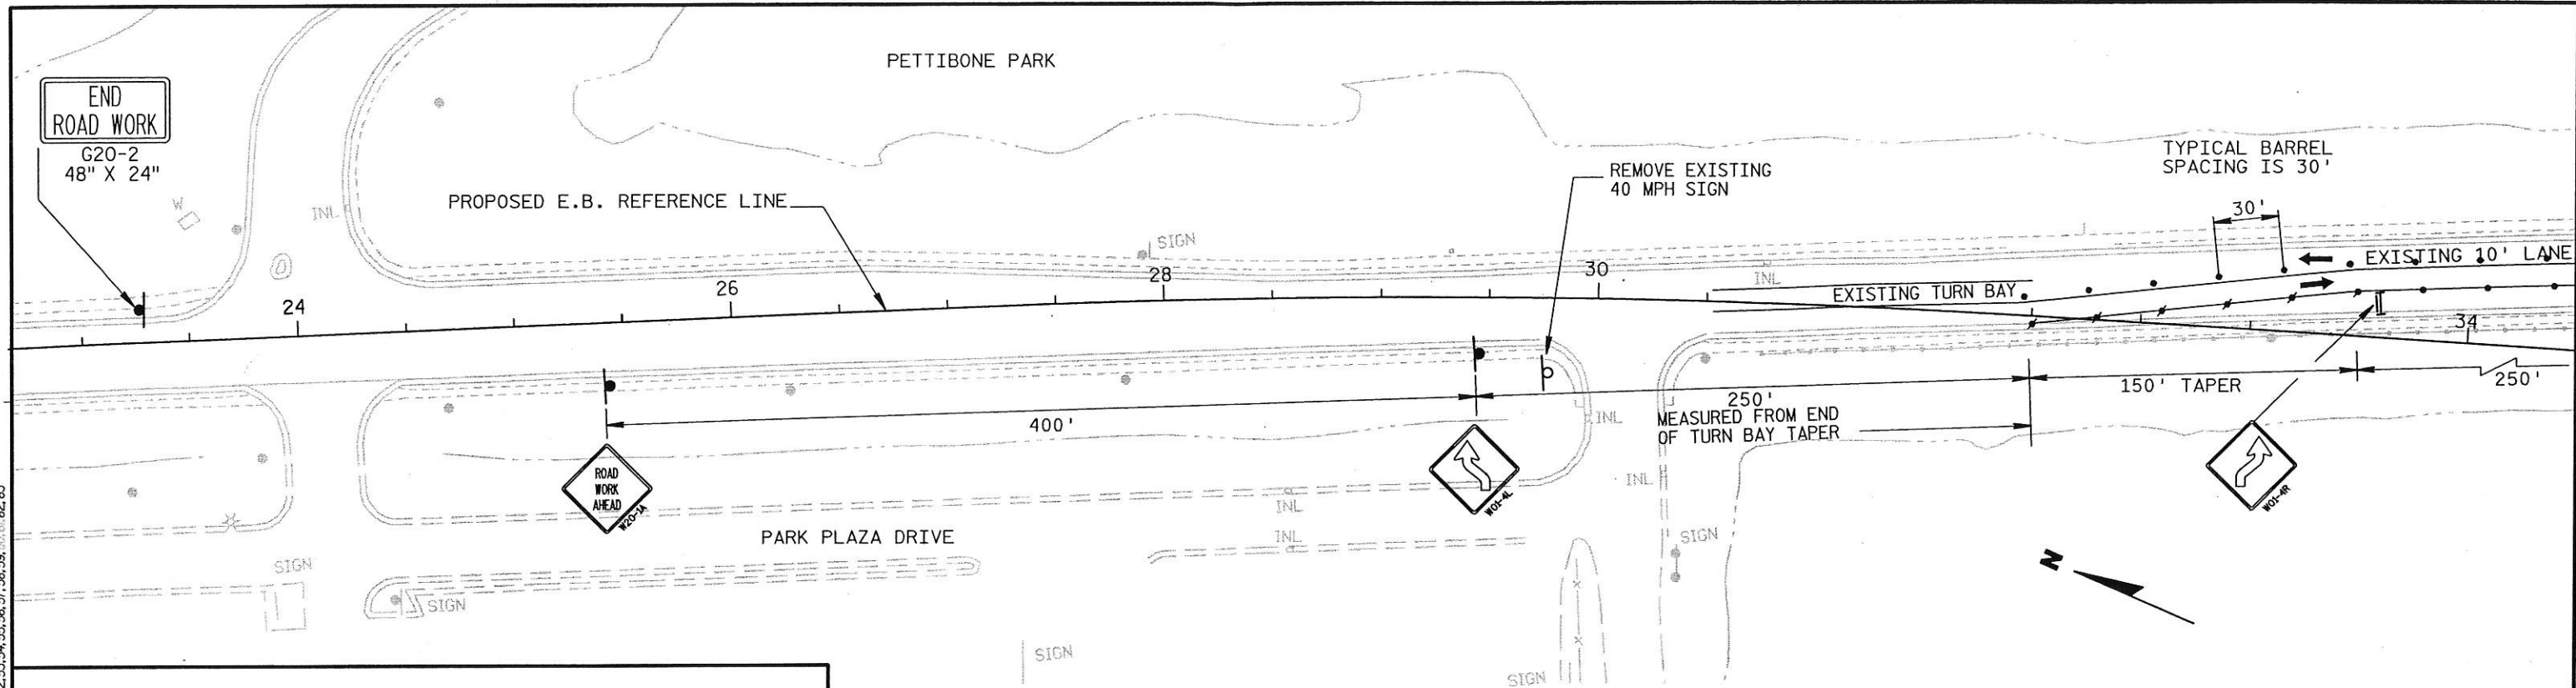 PETTIBONE PARK
END
ROAD WORK
G20-2
48" X 24"
TYPICAL BARREL
SPACING IS 30'
REMOVE EXISTING
40 MPH SIGN
W
INL
PROPOSED E.B. REFERENCE LINE
SIGN
30'
EXISTING 10' LANE
24
26
28
30
INL
EXISTING TURN BAY
34
400'
250'
MEASURED FROM END
OF TURN BAY TAPER
150' TAPER
250'
INL
ROAD
WORK
AHEAD
W20-1A
W01-4L
W01-4R
INL
INL
INL
PARK PLAZA DRIVE
SIGN
SIGN
SIGN
SIGN
SIGN
N